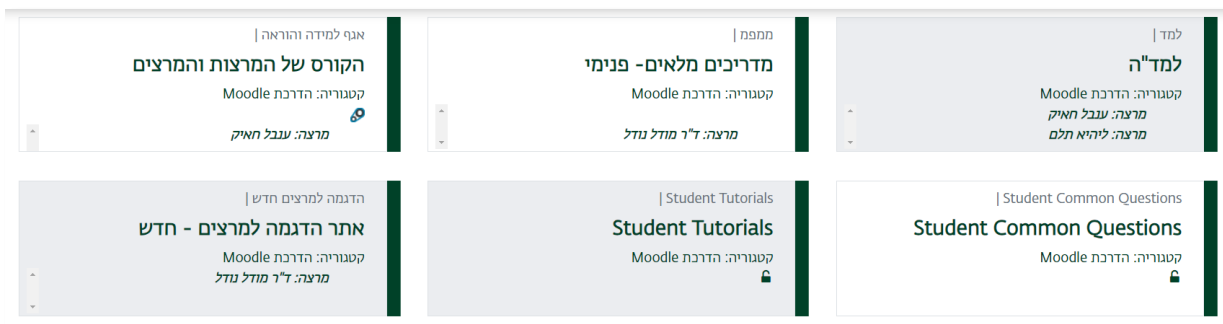 למד |
למד"ה
קטגוריה: הדרכת Moodle
מרצה: ענבל חאיק
מרצה: ליהיא תלם
ממפמ |
מדריכים מלאים- פנימי
קטגוריה: הדרכת Moodle
מרצה: ד"ר מודל נודל
אגף למידה והוראה |
הקורס של המרצות והמרצים
קטגוריה: הדרכת Moodle
מרצה: ענבל חאיק
Student Common Questions |
Student Common Questions
קטגוריה: הדרכת Moodle
Student Tutorials |
Student Tutorials
קטגוריה: הדרכת Moodle
הדגמה למרצים חדש |
אתר הדגמה למרצים - חדש
קטגוריה: הדרכת Moodle
מרצה: ד"ר מודל נודל